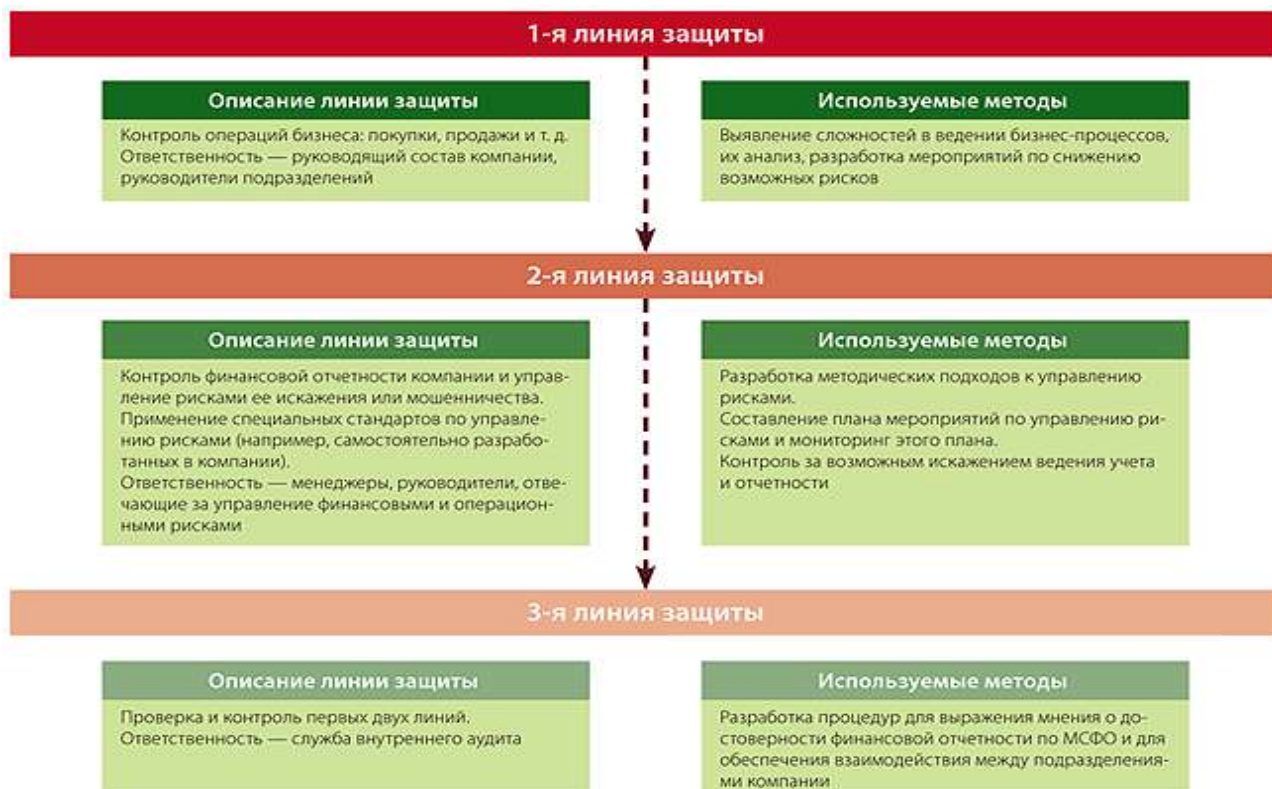 1-я линия защиты
Описание линии защиты
Контроль операций бизнеса: покупки, продажи и т. д.
Ответственность — руководящий состав компании,
руководители подразделений
Используемые методы
Выявление сложностей в ведении бизнес-процессов,
их анализ, разработка мероприятий по снижению
возможных рисков
2-я линия защиты
Описание линии защиты
Контроль финансовой отчетности компании и управ-
ление рисками ее искажения или мошенничества.
Применение специальных стандартов по управле-
нию рисками (например, самостоятельно разрабо-
танных в компании).
Ответственность — менеджеры, руководители, отве-
чающие за управление финансовыми и операцион-
ными рисками
Используемые методы
Разработка методических подходов к управлению
рисками.
Составление плана мероприятий по управлению ри-
сками и мониторинг этого плана.
Контроль за возможным искажением ведения учета
и отчетности
3-я линия защиты
Описание линии защиты
Проверка и контроль первых двух линий.
Ответственность — служба внутреннего аудита
Используемые методы
Разработка процедур для выражения мнения о до-
стоверности финансовой отчетности по МСФО и для
обеспечения взаимодействия между подразделения-
ми компании